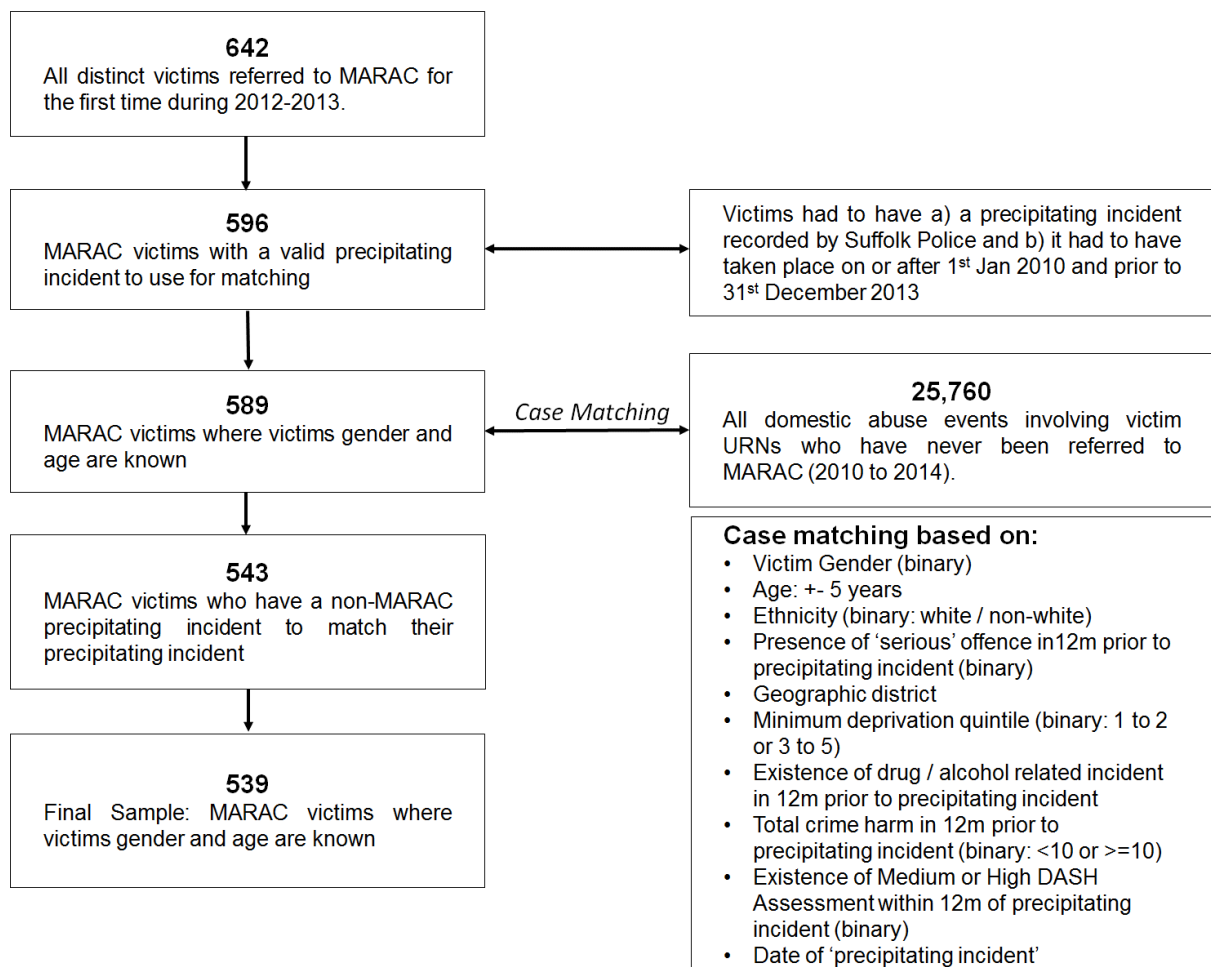 642
All distinct victims referred to MARAC for
the first time during 2012-2013.
596
MARAC victims with a valid precipitating
incident to use for matching
Victims had to have a) a precipitating incident
recorded by Suffolk Police and b) it had to have
taken place on or after 1st Jan 2010 and prior to
31st December 2013
589
MARAC victims where victims gender and
age are known
Case Matching
25,760
All domestic abuse events involving victim
URNs who have never been referred to
MARAC (2010 to 2014).
543
MARAC victims who have a non-MARAC
precipitating incident to match their
precipitating incident
539
Final Sample: MARAC victims where
victims gender and age are known
Case matching based on:
• Victim Gender (binary)
• Age: +- 5 years
• Ethnicity (binary: white / non-white)
• Presence of ‘serious’ offence in12m prior to
precipitating incident (binary)
• Geographic district
• Minimum deprivation quintile (binary: 1 to 2
or 3 to 5)
• Existence of drug / alcohol related incident
in 12m prior to precipitating incident
• Total crime harm in 12m prior to
precipitating incident (binary: <10 or >=10)
• Existence of Medium or High DASH
Assessment within 12m of precipitating
incident (binary)
• Date of ‘precipitating incident’